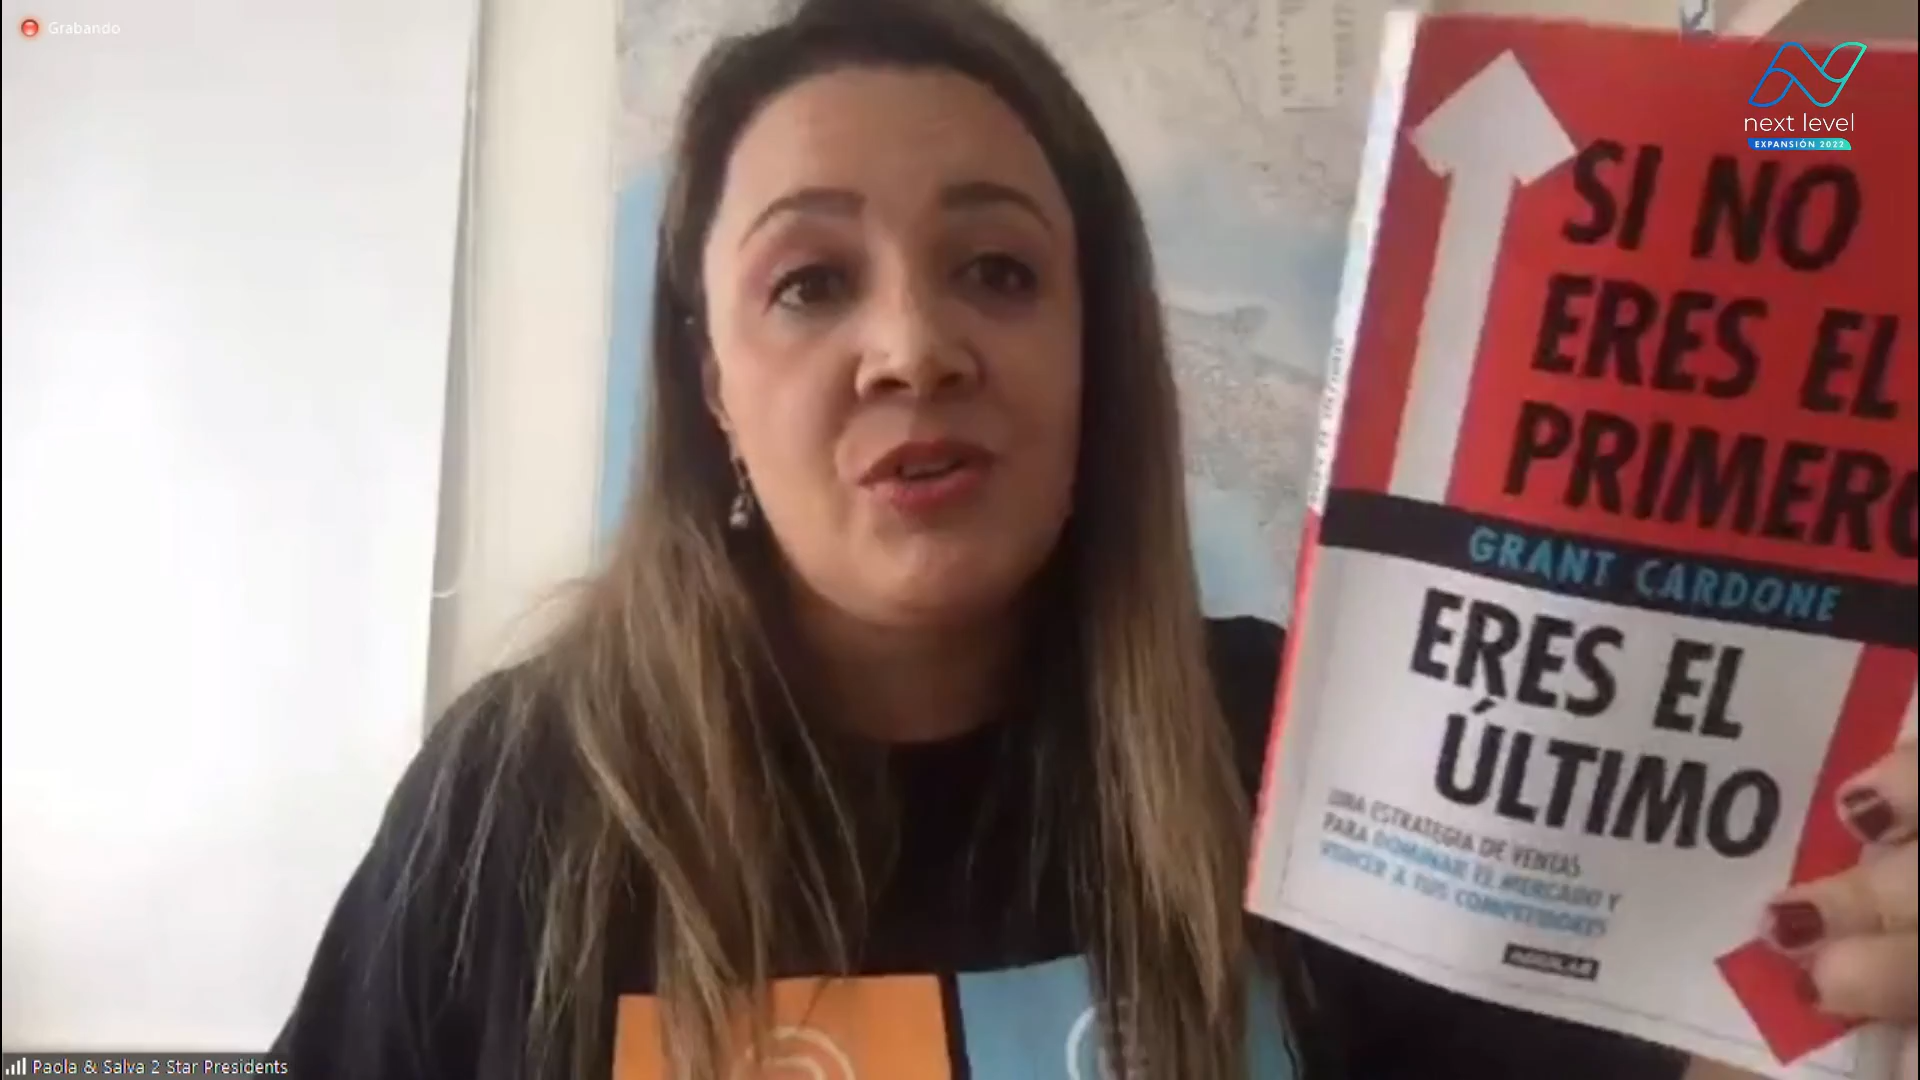 Grabando
next level
EXPANSIÓN 2022
SI NO
ERES EL
PRIMERO
GRANT CARDONE
ERES EL
ÚLTIMO
UNA ESTRATEGIA DE VENTAS
PARA DOMINAR EL MERCADO Y
VENCER A TUS COMPETIDORES
AGUILAR
Paola & Salva 2 Star Presidents